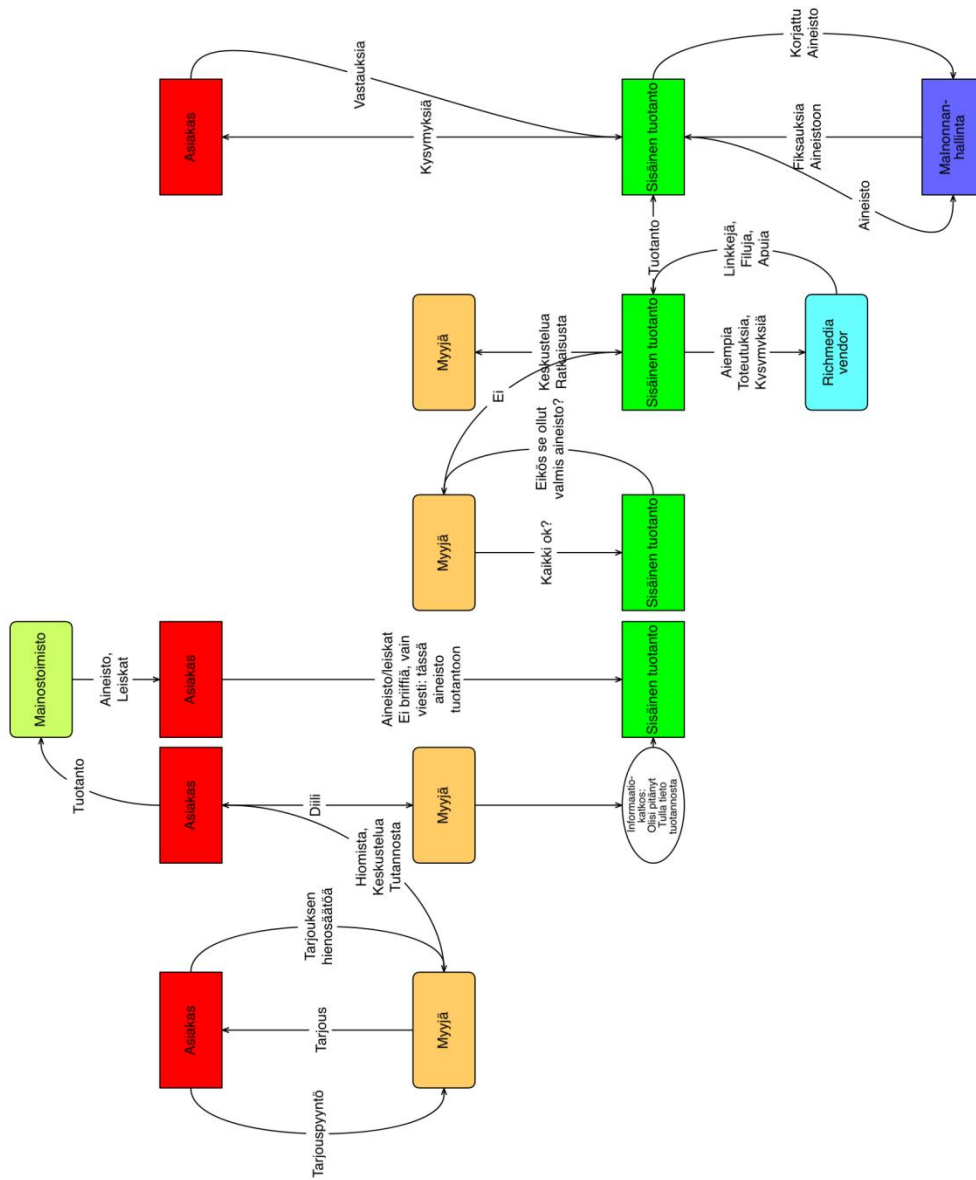 Tarjouspyyntö
Myyjä
Tarjous
Asiakas
Tarjouksen
hienosäätöä
Hiomista,
Keskustelua
Tutannosta
Informaatio-
katkos:
Olisi pitänyt
Tulla tieto
tuotannosta
Myyjä
Diili
Asiakas
Tuotanto
Sisäinen tuotanto
Aineisto/leiskat
Ei briiffiä, vain
viesti: tässä
aineisto
tuotantoon
Asiakas
Aineisto,
Leiskat
Mainostoimisto
Sisäinen tuotanto
Kaikki ok?
Myyjä
Eikös se ollut
valmis aineisto?
Ei
Richmedia
vendor
Aiempia
Toteutuksia,
Kysymyksiä
Sisäinen tuotanto
Keskustelua
Ratkaisusta
Myyjä
Linkkejä,
Filuja,
Apuja
Tuotanto
Aineisto
Mainonnan-
hallinta
Fiksauksia
Aineistoon
Sisäinen tuotanto
Kysymyksiä
Asiakas
Korjattu
Aineisto
Vastauksia